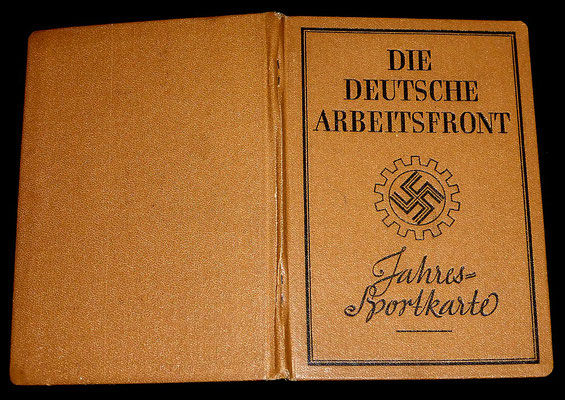 DIE
DEUTSCHE
ARBEITSFRONT
Jahres=
Sportkarte